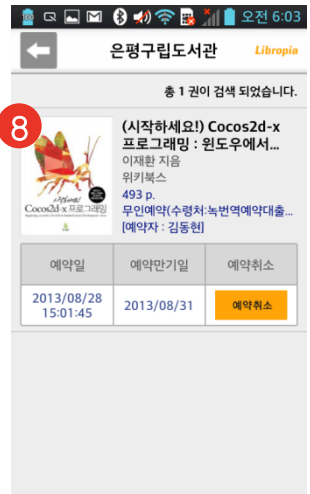 오전 6:03
은평구립도서관
Libropia
총 1 권이 검색 되었습니다.
8
(시작하세요!) Cocos2d-x
프로그래밍 : 윈도우에서...
이재환 지음
위키북스
493 p.
무인예약(수령처:녹번역예약대출...
[예약자 : 김동현]
Cocos2d-x 프로그래밍
예약일 예약만기일 예약취소
2013/08/28
15:01:45
2013/08/31
예약취소